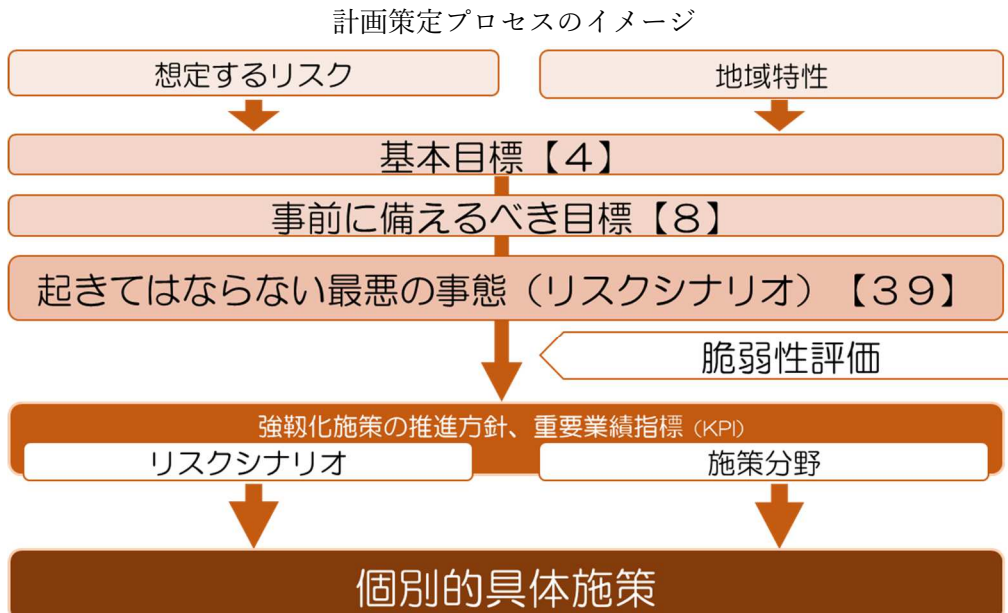 計画策定プロセスのイメージ
想定するリスク
地域特性
基本目標【4】
事前に備えるべき目標【8】
起きてはならない最悪の事態（リスクシナリオ）【39】
脆弱性評価
強靱化施策の推進方針、重要業績指標（KPI）
リスクシナリオ
施策分野
個別的具体施策